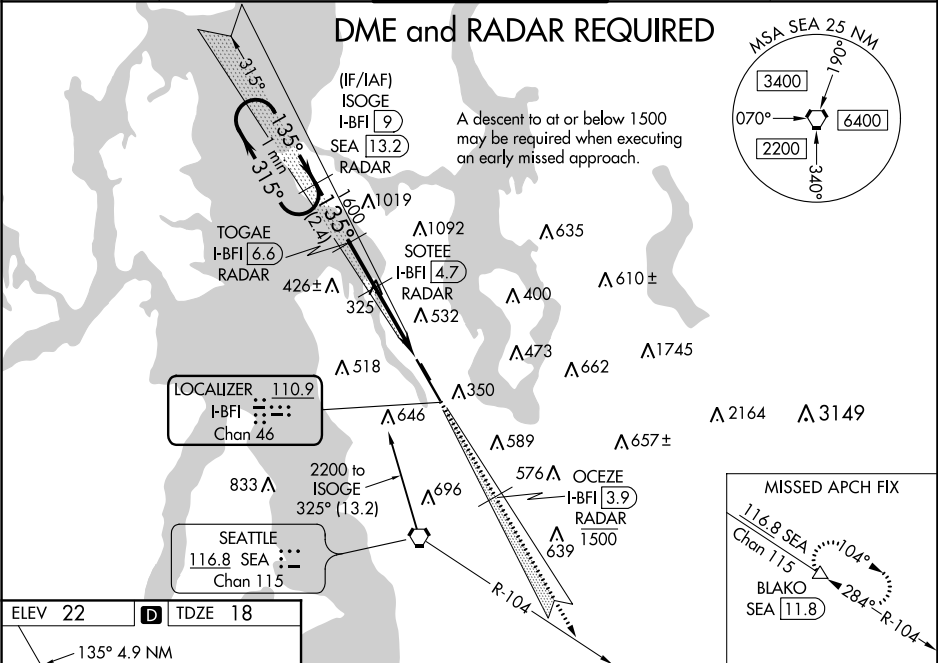 DME and RADAR REQUIRED
MSA SEA 25 NM
3400
190°
070°
6400
2200
340°
A descent to at or below 1500
may be required when executing
an early missed approach.
(IF/IAF)
ISOGE
I-BFI 9
SEA 13.2
RADAR
315°
135°
1 min
315°
135°
1600
(2.4)
1019
TOGAE
I-BFI 6.6
RADAR
1092
635
SOTEE
I-BFI 4.7
RADAR
426±
325
532
400
610±
518
473
662
1745
LOCALIZER 110.9
I-BFI
Chan 46
350
646
2164
3149
589
657±
2200 to
ISOGE
325° (13.2)
833
696
576
OCEZE
I-BFI 3.9
RADAR
1500
639
SEATTLE
116.8 SEA
Chan 115
R-104
MISSED APCH FIX
116.8 SEA
Chan 115
104°
BLAKO
SEA 11.8
284°
R-104
ELEV 22 D TDZE 18
135° 4.9 NM